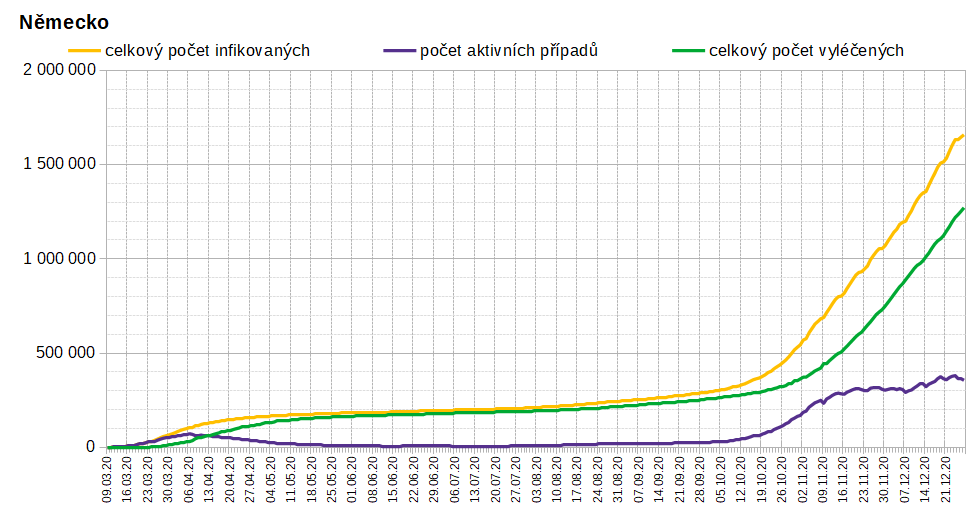 Německo
celkový počet infikovaných počet aktivních případů celkový počet vyléčených
2 000 000
1 500 000
1 000 000
500 000
0
09.03.20 16.03.20 23.03.20 30.03.20 06.04.20 13.04.20 20.04.20 27.04.20 04.05.20 11.05.20 18.05.20 25.05.20 01.06.20 08.06.20 15.06.20 22.06.20 29.06.20 06.07.20 13.07.20 20.07.20 27.07.20 03.08.20 10.08.20 17.08.20 24.08.20 31.08.20 07.09.20 14.09.20 21.09.20 28.09.20 05.10.20 12.10.20 19.10.20 26.10.20 02.11.20 09.11.20 16.11.20 23.11.20 30.11.20 07.12.20 14.12.20 21.12.20